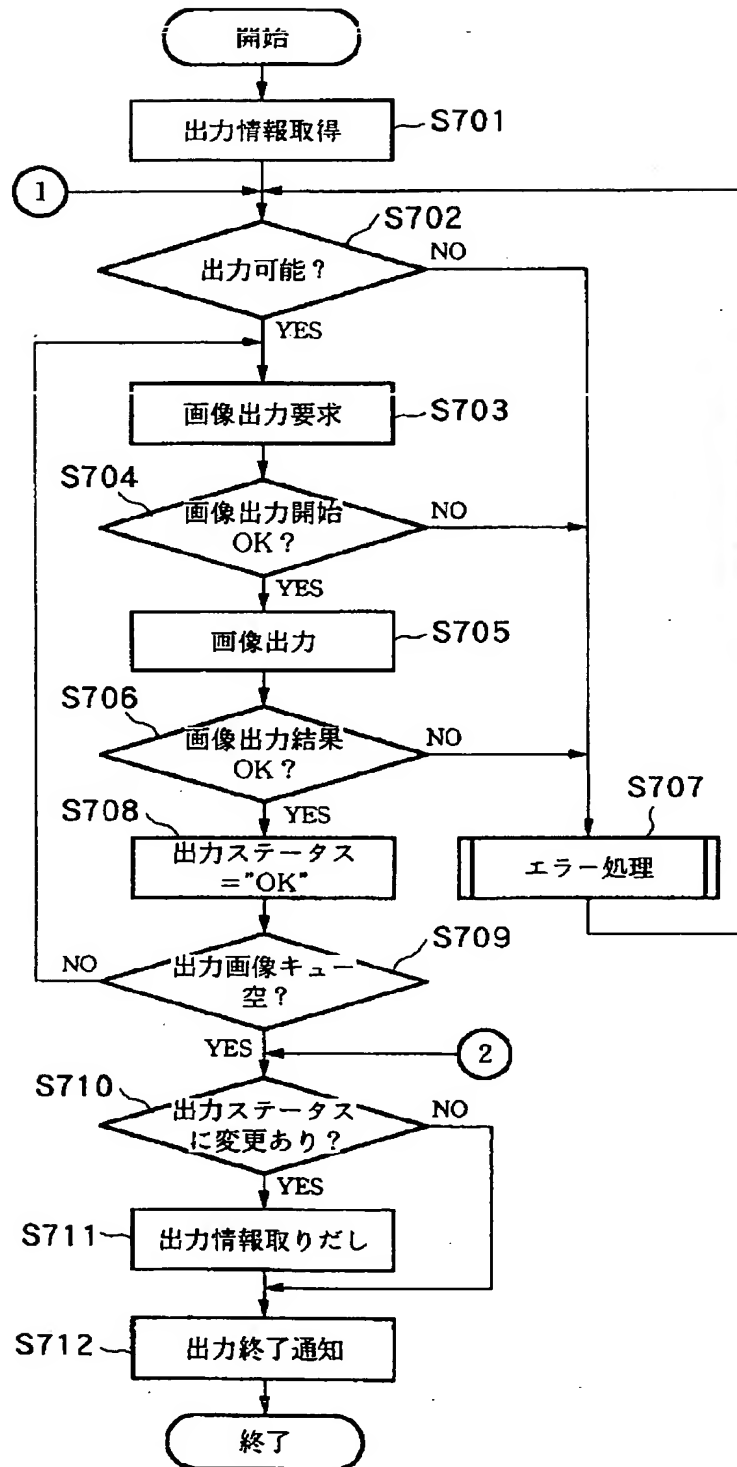 開始
出力情報取得
S701
1
S702
出力可能?
NO
YES
画像出力要求
S703
S704
画像出力開始
OK?
NO
YES
画像出力
S705
S706
画像出力結果
OK?
NO
YES
S707
エラー処理
S708
出力ステータス
="OK"
S709
出力画像キュー
空?
NO
YES
2
S710
出力ステータス
に変更あり?
NO
YES
S711
出力情報取りだし
S712
出力終了通知
終了